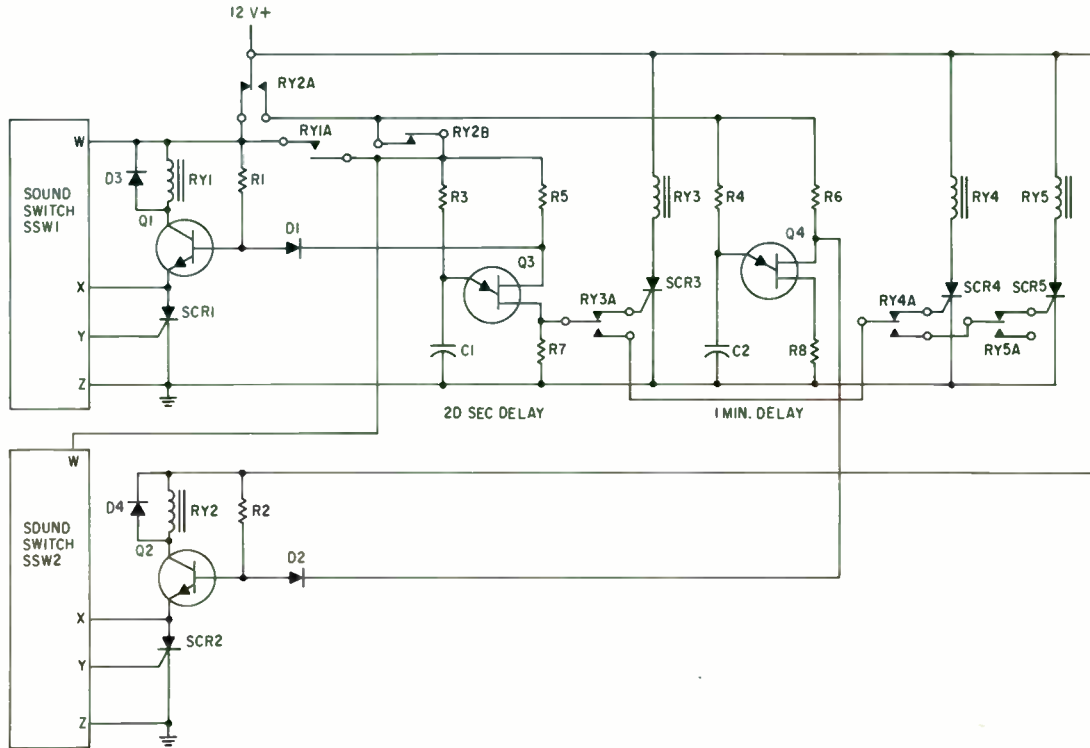 12 V+
RY2A
W
RY1A
RY2B
D3
RY1
R1
R3
R5
RY3
R4
R6
RY4
RY5
SOUND
SWITCH
SSW1
Q1
D1
Q3
Q4
X
SCR1
RY3A
SCR3
RY4A
SCR4
SCR5
Y
C1
R7
C2
R8
RY5A
Z
20 SEC DELAY
1 MIN. DELAY
W
D4
RY2
R2
SOUND
SWITCH
SSW2
Q2
D2
X
SCR2
Y
Z